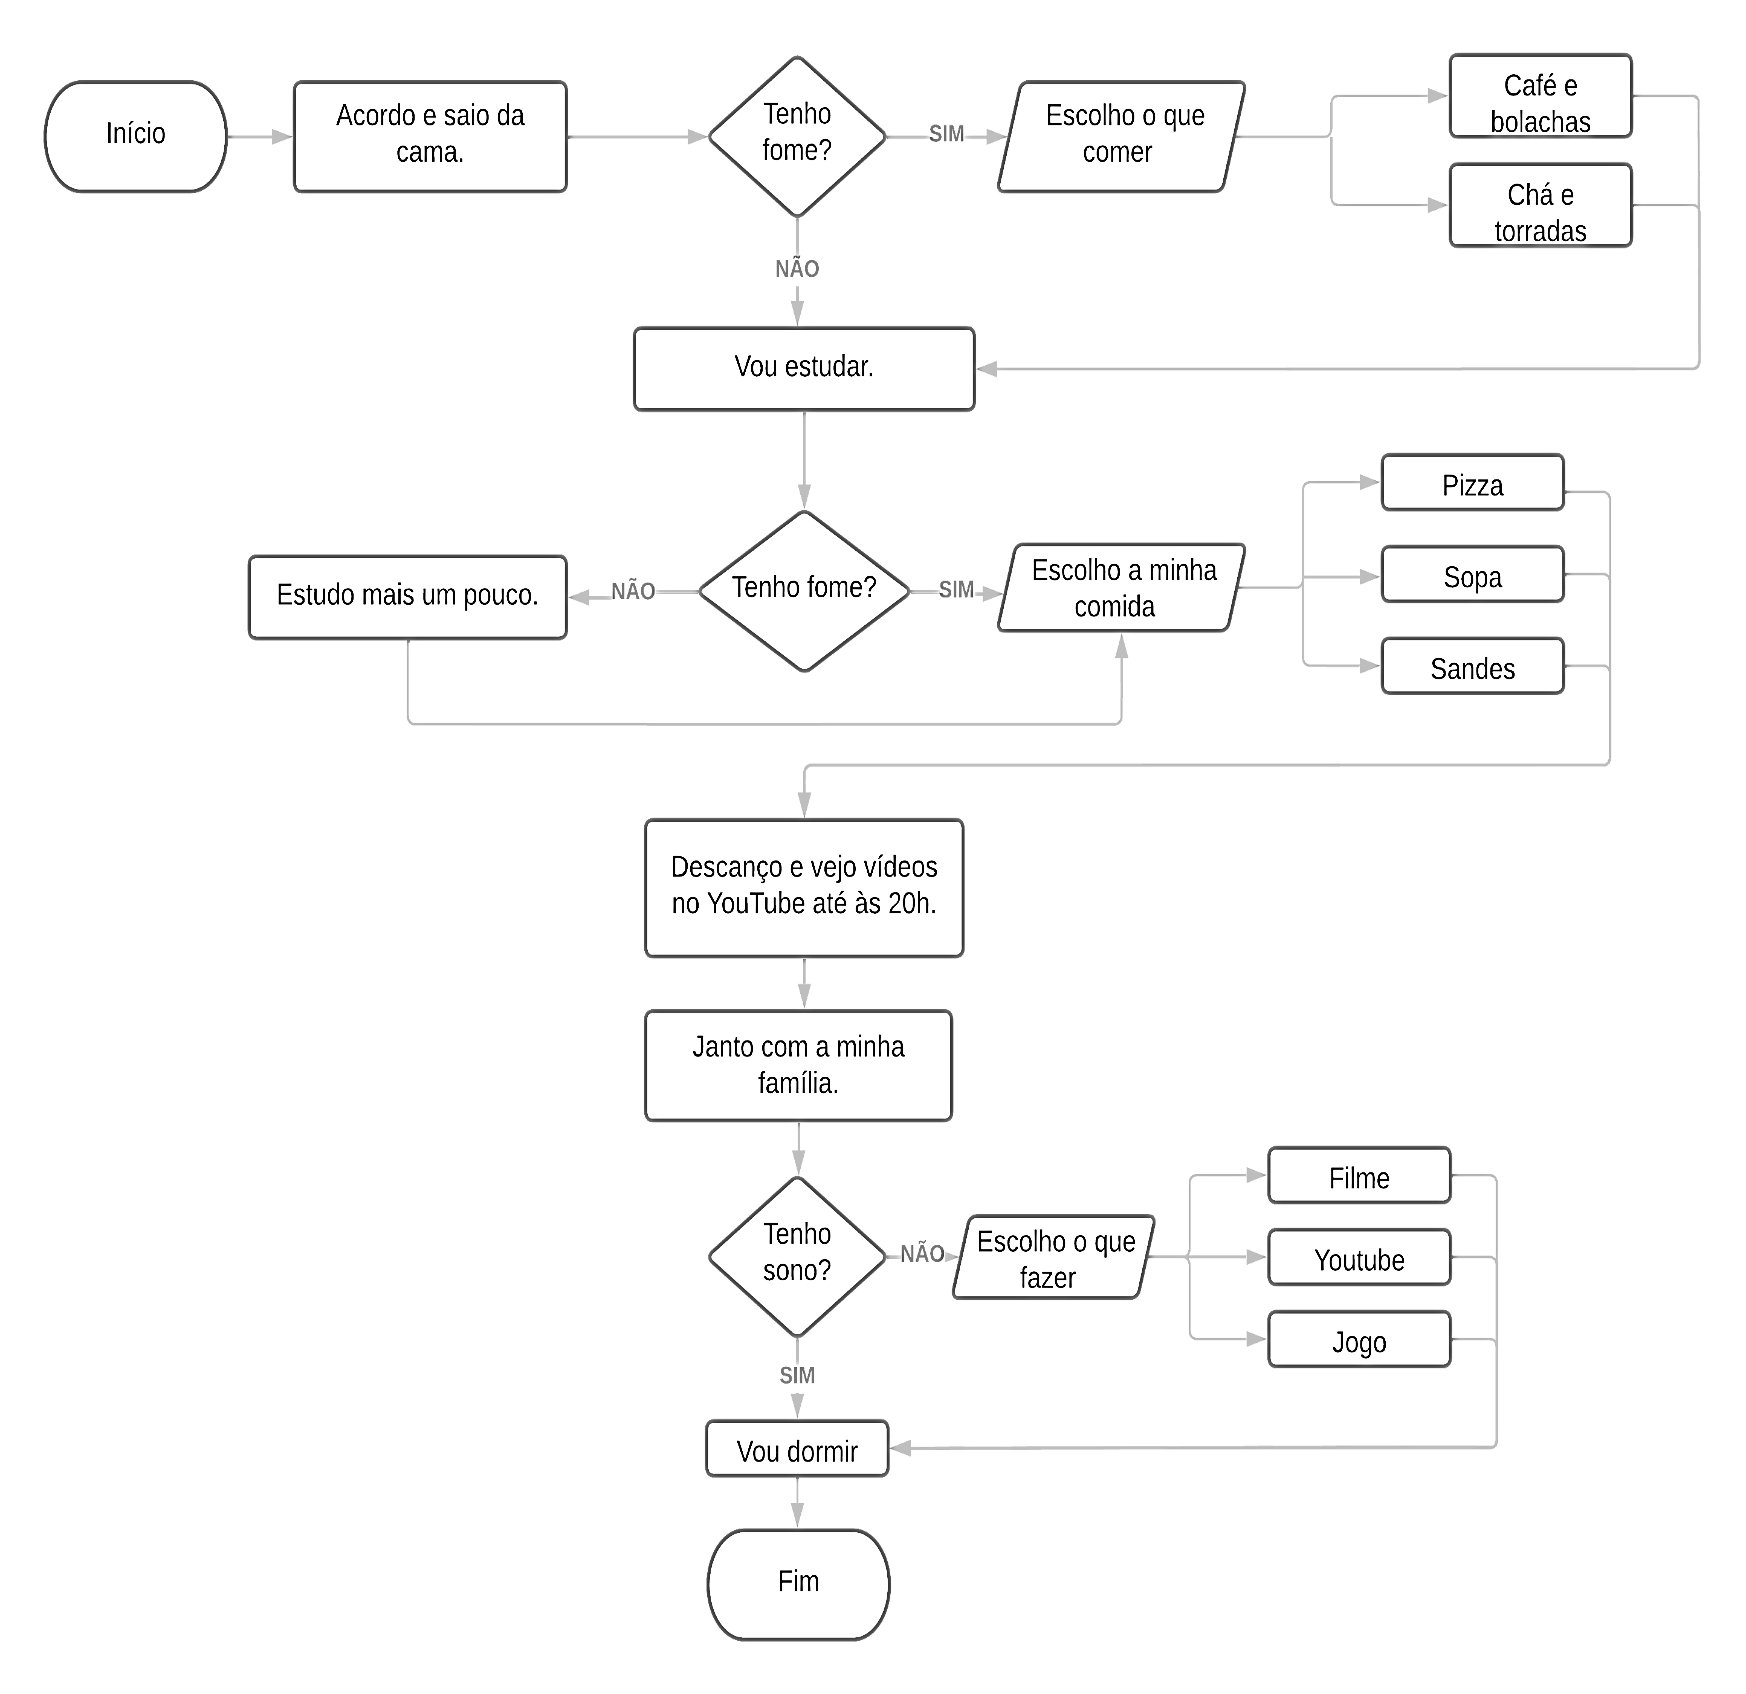 Início
Acordo e saio da
cama.
Tenho
fome?
SIM
Escolho o que
comer
Café e
bolachas
Chá e
torradas
NÃO
Vou estudar.
Tenho fome?
NÃO
Estudo mais um pouco.
SIM
Escolho a minha
comida
Pizza
Sopa
Sandes
Descanço e vejo vídeos
no YouTube até às 20h.
Janto com a minha
família.
Tenho
sono?
NÃO
Escolho o que
fazer
Filme
Youtube
Jogo
SIM
Vou dormir
Fim